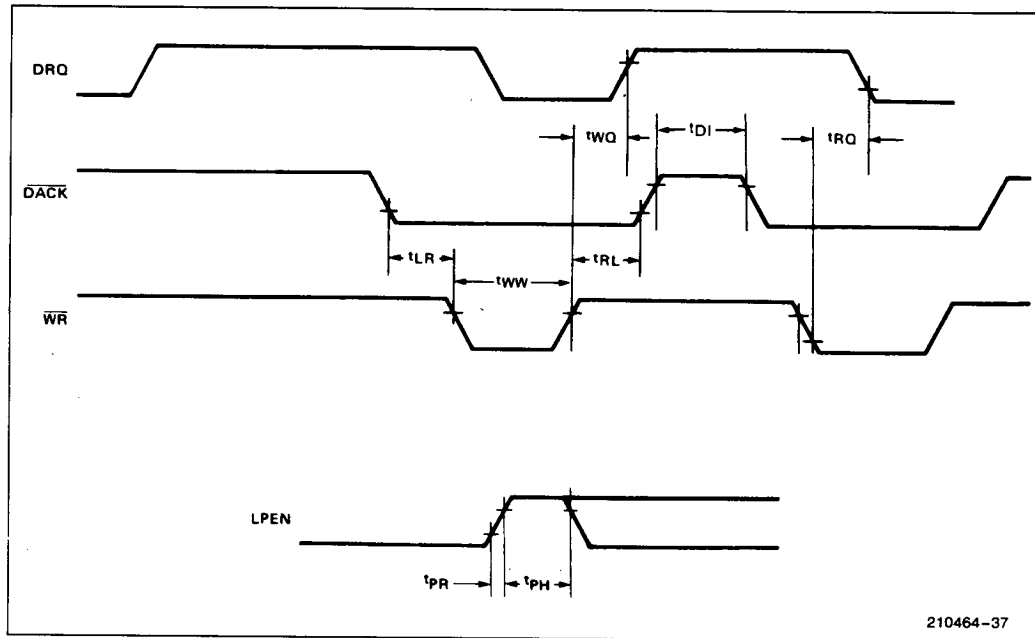 DRQ
tWQ
tDI
tRQ
DACK
tLR
tWW
tRL
WR
LPEN
tPR
tPH
210464-37